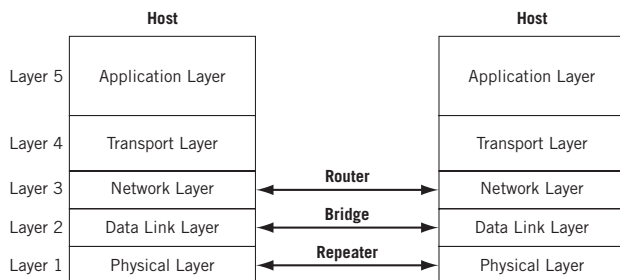 Host Host
Layer 5 Application Layer Application Layer
Layer 4 Transport Layer Transport Layer
Router
Layer 3 Network Layer Network Layer
Bridge
Layer 2 Data Link Layer Data Link Layer
Repeater
Layer 1 Physical Layer Physical Layer